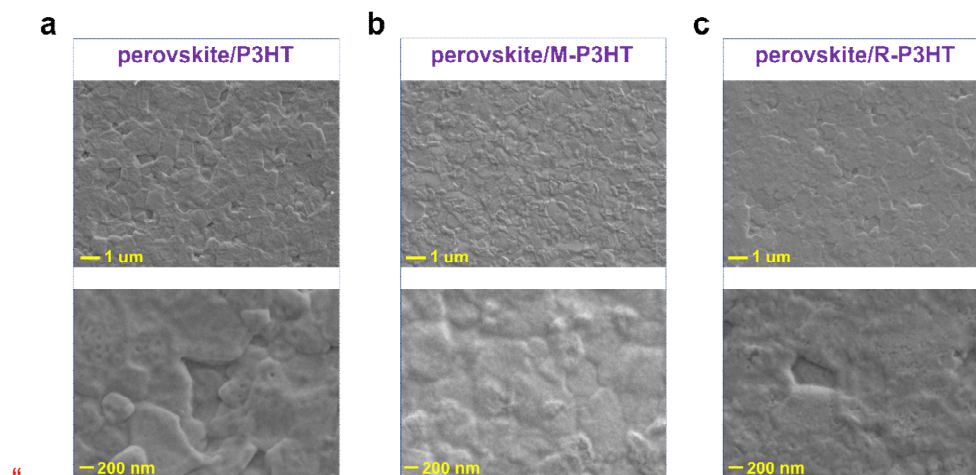 a
b
c
perovskite/P3HT
perovskite/M-P3HT
perovskite/R-P3HT
1 um
1 um
1 um
200 nm
200 nm
200 nm
“